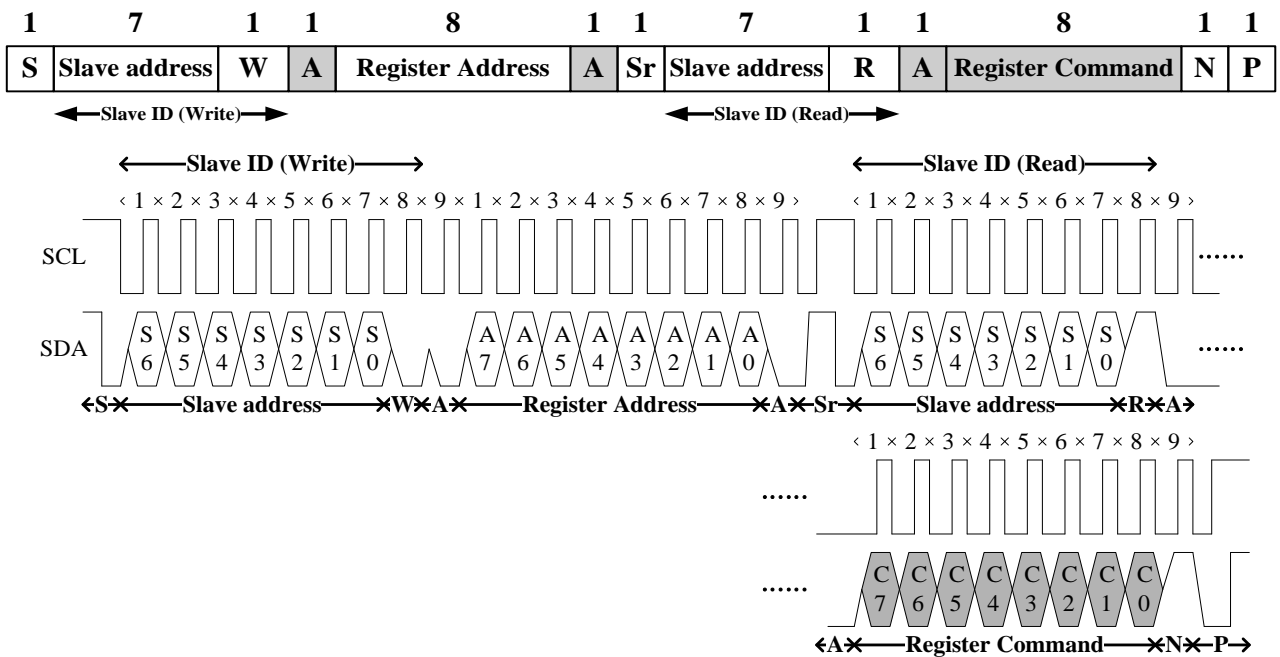 1 7 1 1 8 1 1 7 1 1 8 1 1
S Slave address W A Register Address A Sr Slave address R A Register Command N P
Slave ID (Write) Slave ID (Read)
Slave ID (Write) Slave ID (Read)
‹ 1 × 2 × 3 × 4 × 5 × 6 × 7 × 8 × 9 × 1 × 2 × 3 × 4 × 5 × 6 × 7 × 8 × 9 › ‹ 1 × 2 × 3 × 4 × 5 × 6 × 7 × 8 × 9 ›
SCL ......
SDA S6 S5 S4 S3 S2 S1 S0 A7 A6 A5 A4 A3 A2 A1 A0 S6 S5 S4 S3 S2 S1 S0 ......
S Slave address W A Register Address A Sr Slave address R A
‹ 1 × 2 × 3 × 4 × 5 × 6 × 7 × 8 × 9 ›
......
...... C7 C6 C5 C4 C3 C2 C1 C0
A Register Command N P